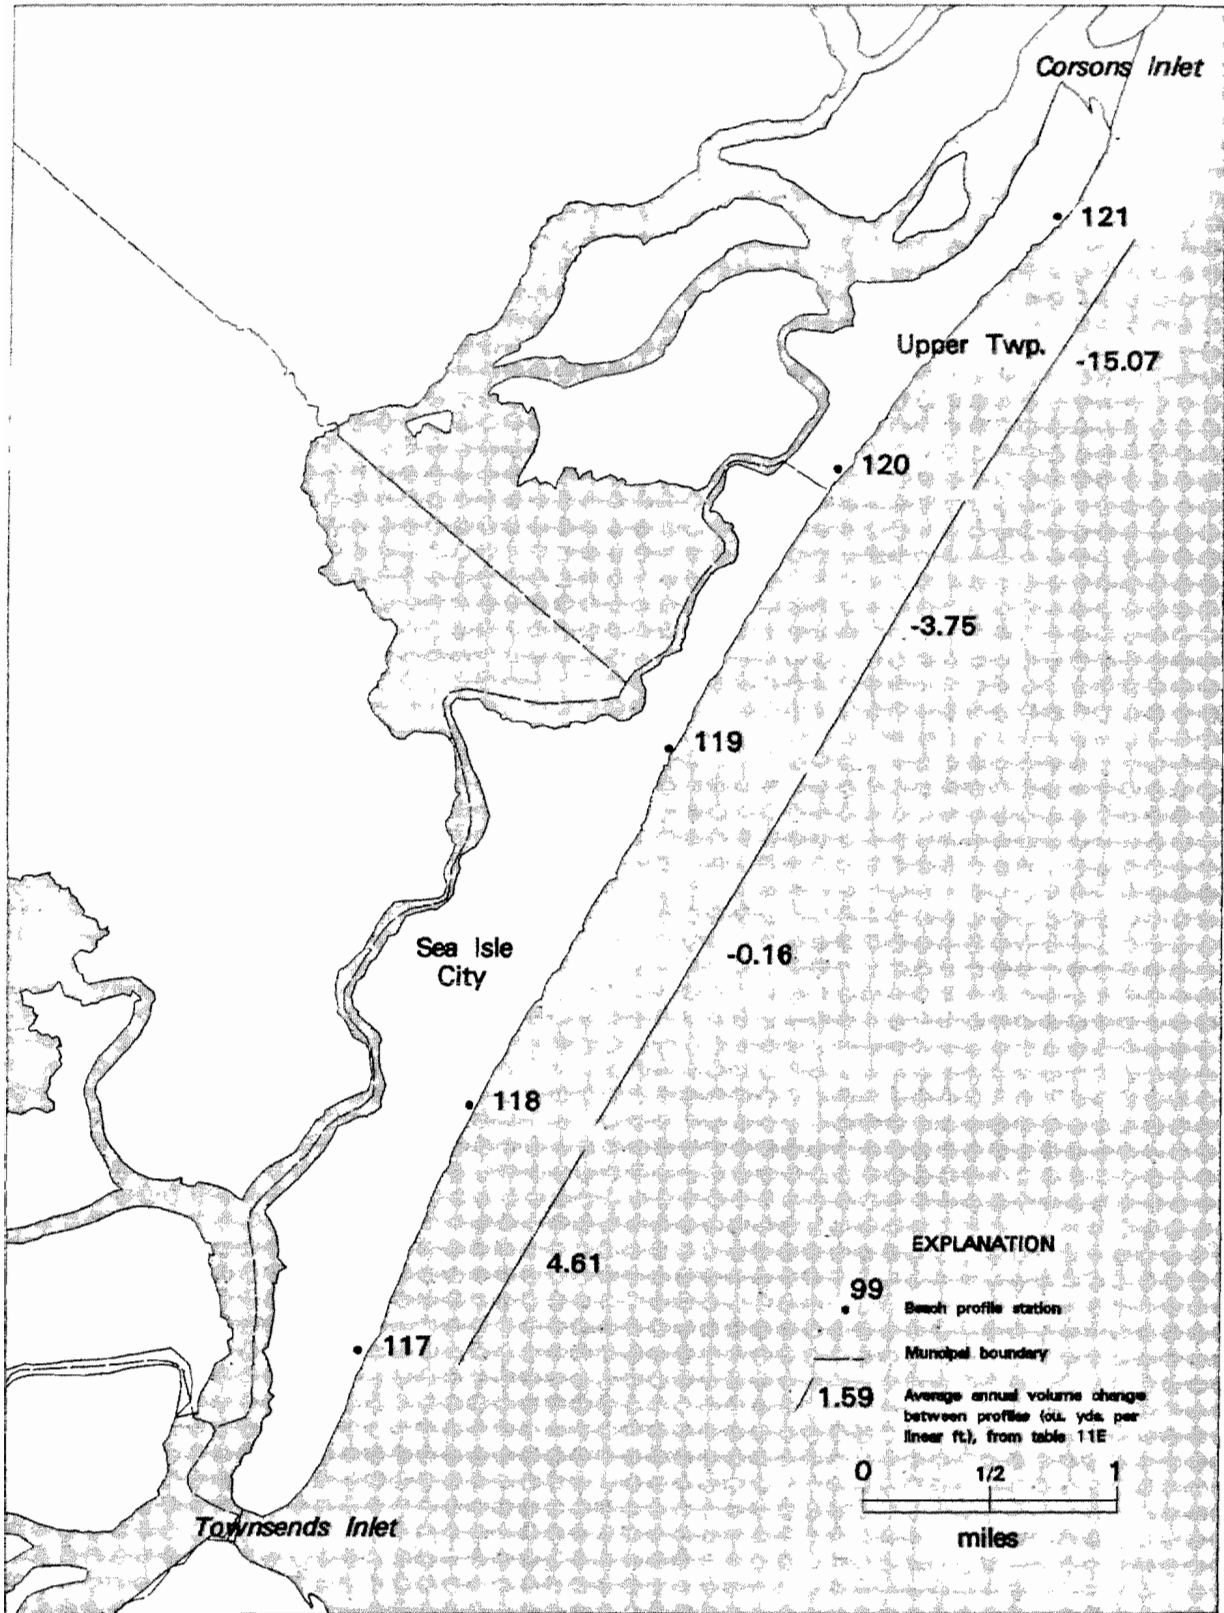 Corsons Inlet
121
Upper Twp.
-15.07
120
-3.75
119
-0.16
Sea Isle
City
118
4.61
117
Townsends Inlet
EXPLANATION
99
Beach profile station
Municipal boundary
1.59
Average annual volume change
between profiles (cu. yds. per
linear ft.), from table 11E
0 1/2 1
miles